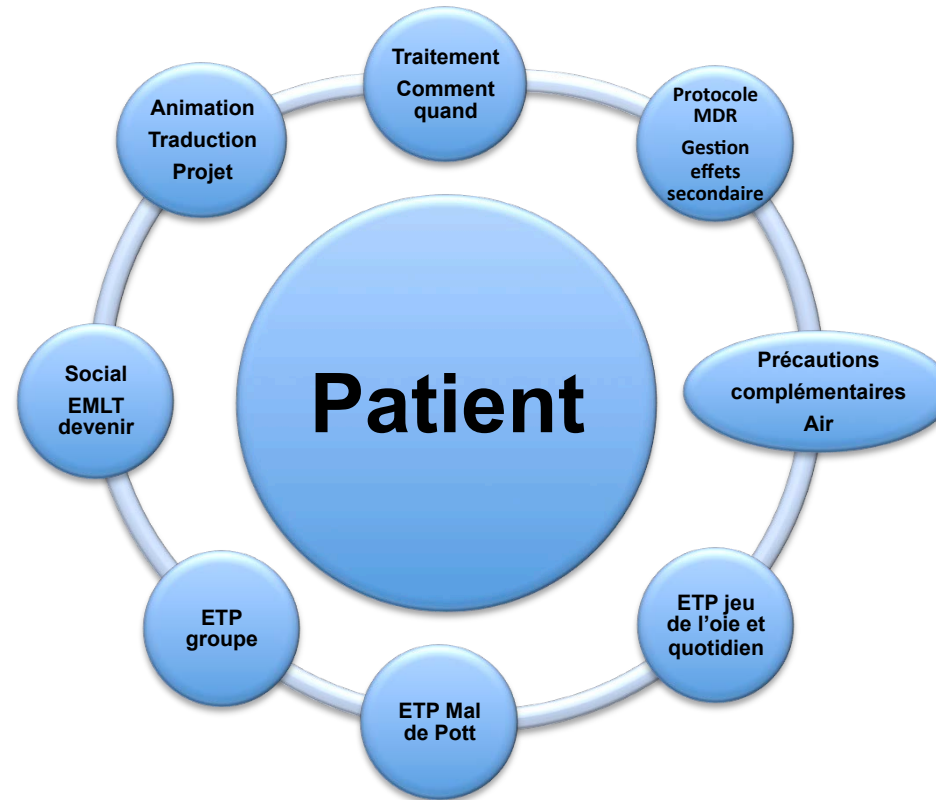 Traitement
Comment
quand
Protocole
MDR
Gestion
effets
secondaire
Précautions
complémentaires
Air
ETP jeu
de l’oie et
quotidien
ETP Mal
de Pott
ETP
groupe
Social
EMLT
devenir
Animation
Traduction
Projet
Patient